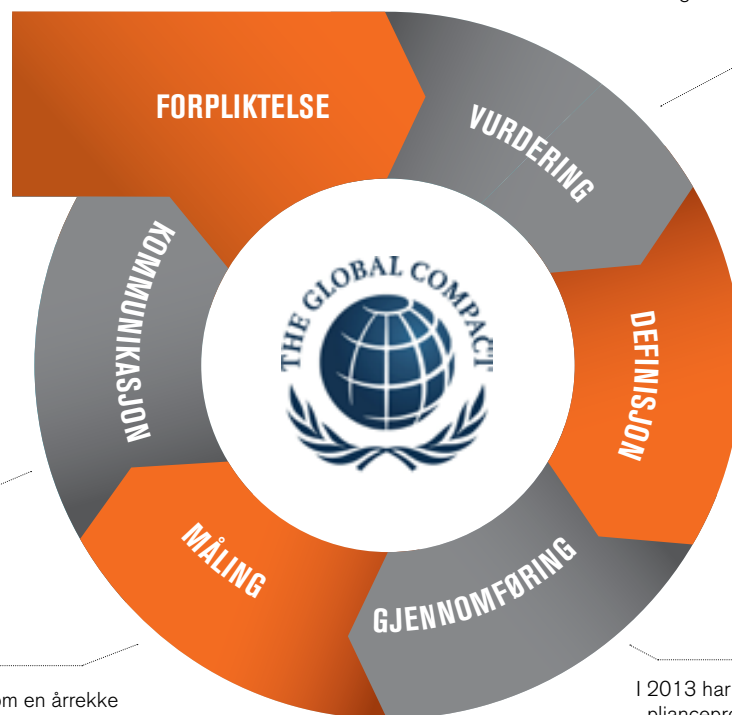 FORPLIKTELSE
VURDERING
DEFINISJON
GJENNOMFØRING
MÅLING
KOMMUNIKASJON
THE GLOBAL COMPACT
om en årrekke
I 2013 har